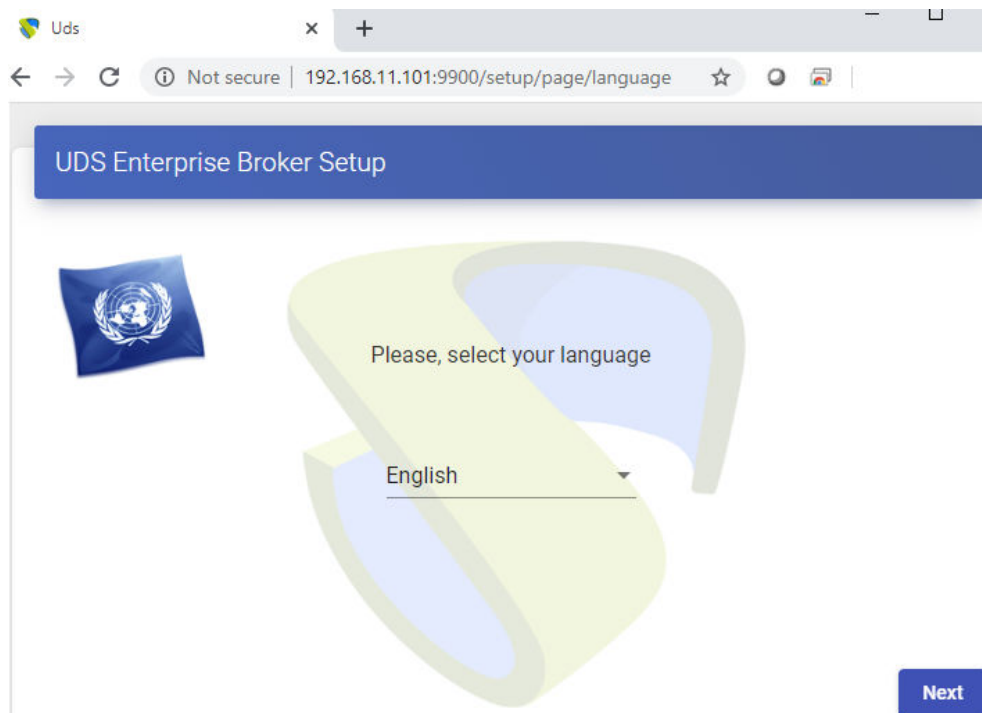 Uds
Not secure | 192.168.11.101:9900/setup/page/language
UDS Enterprise Broker Setup
Please, select your language
English
Next